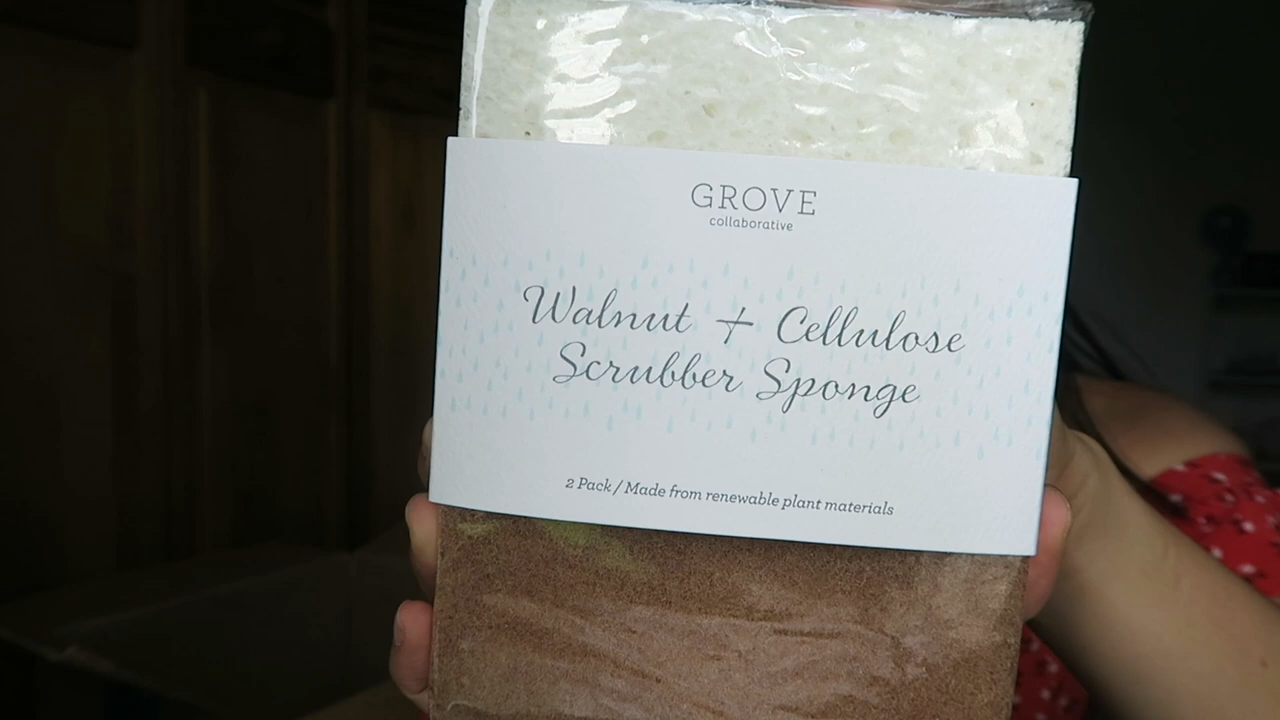 GROVE
collaborative
Walnut + Cellulose
Scrubber Sponge
2 Pack / Made from renewable plant materials